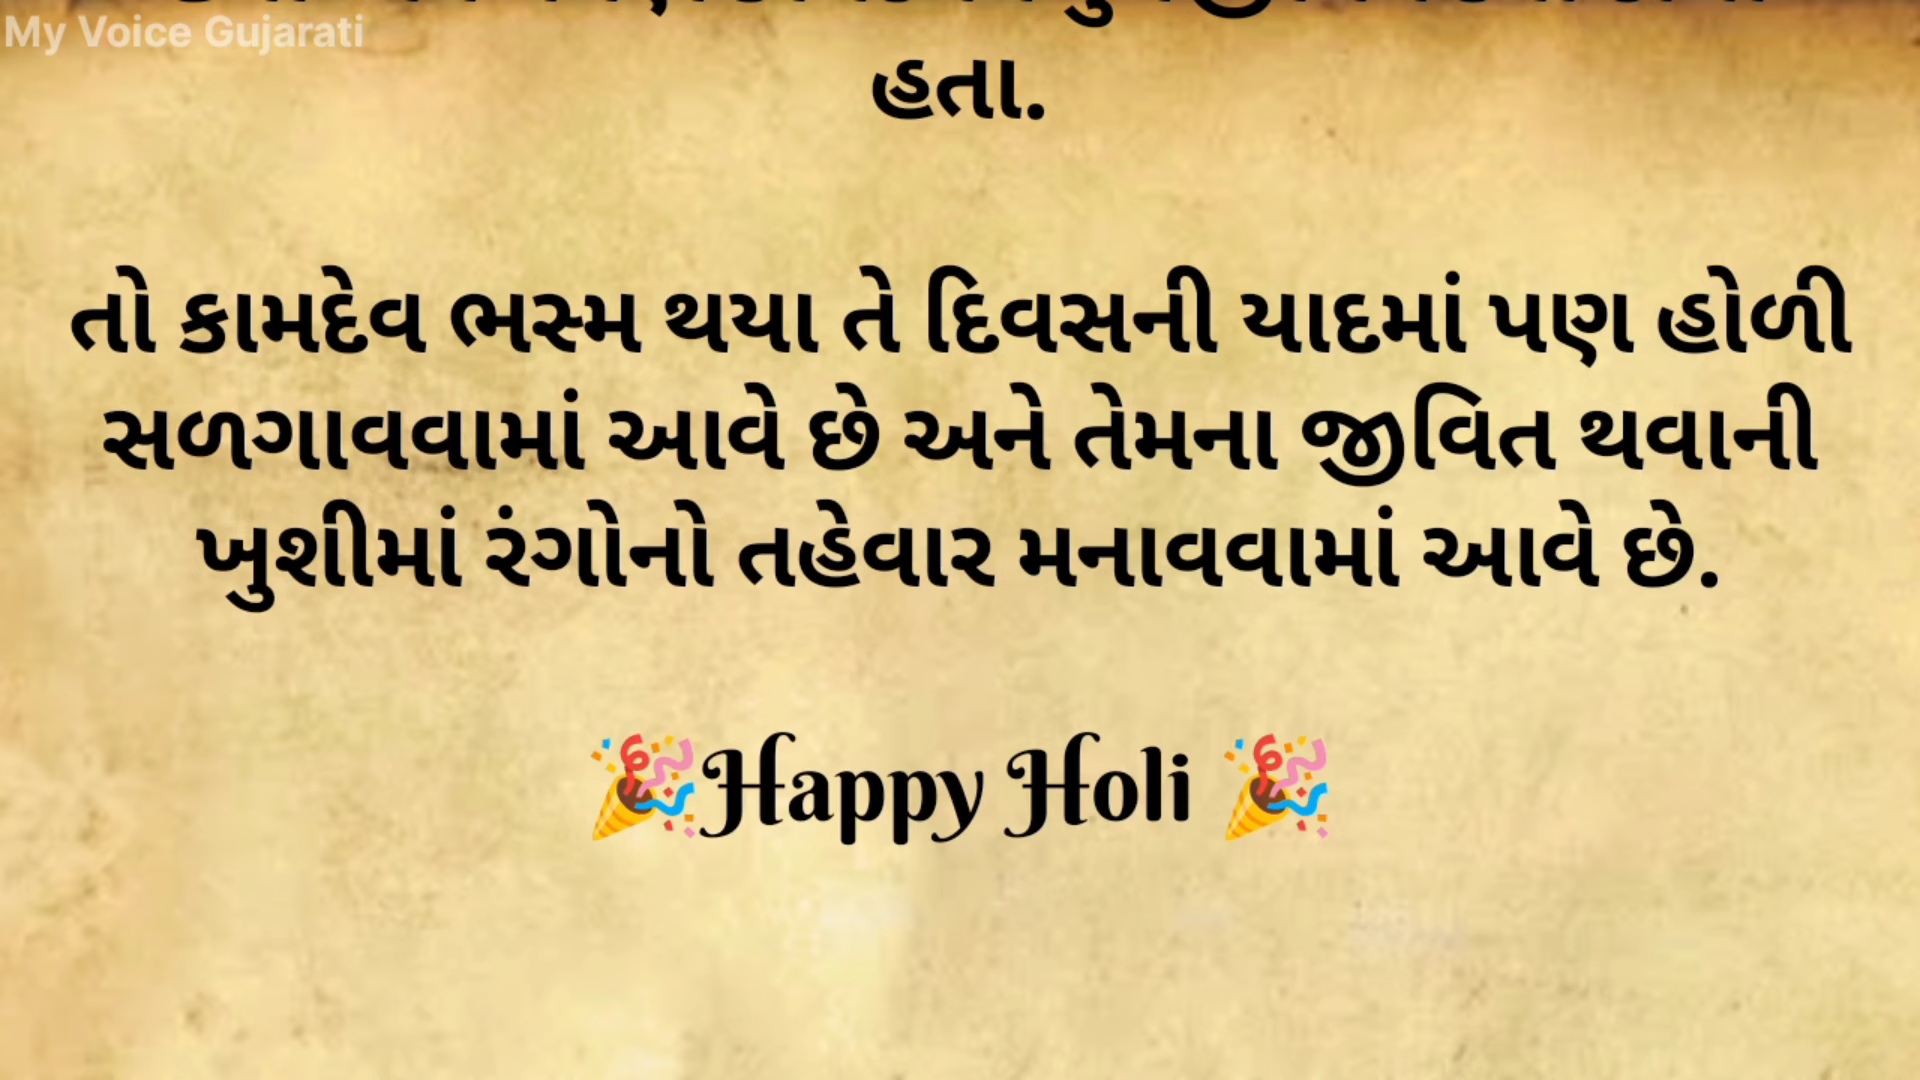 My Voice Gujarati
હતા.
તો કામદેવ ભસ્મ થયા તે દિવસની યાદમાં પણ હોળી
સળગાવવામાં આવે છે અને તેમના જીવિત થવાની
ખુશીમાં રંગોનો તહેવાર મનાવવામાં આવે છે.
🎉Happy Holi 🎉